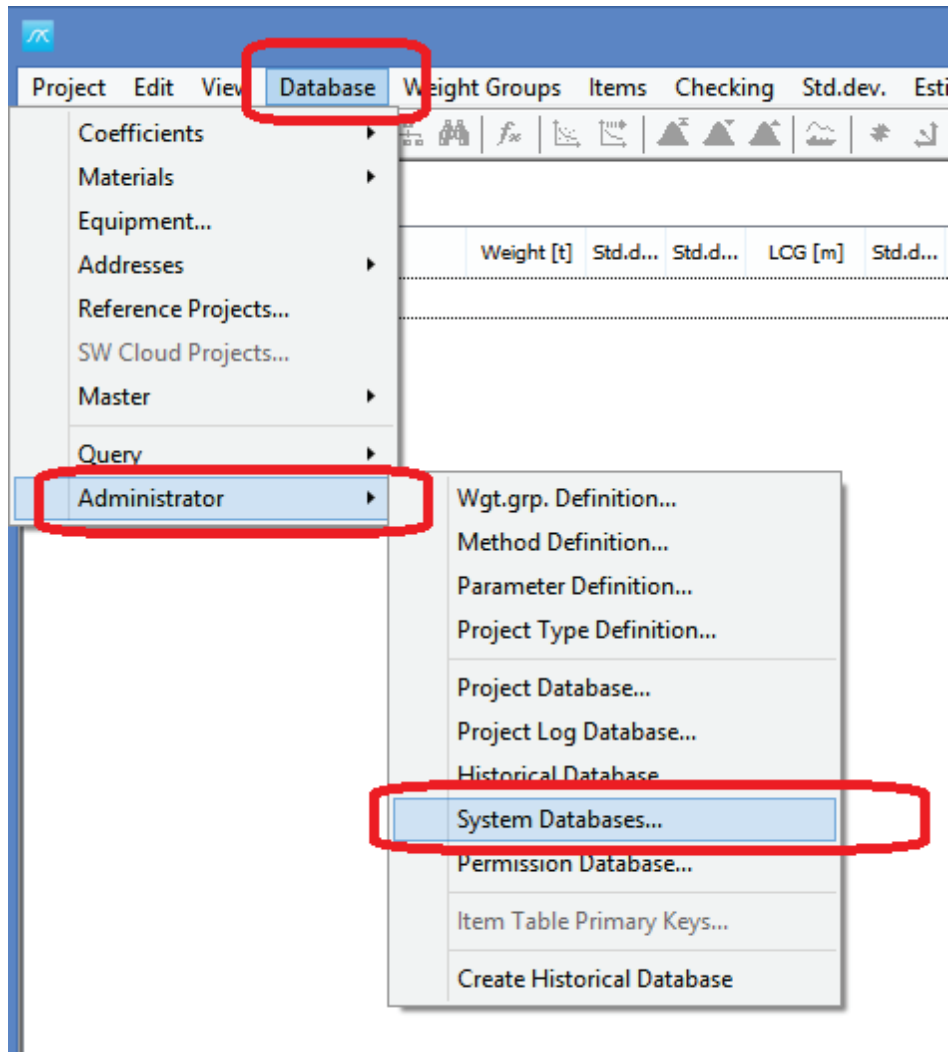 Project Edit View Database Weight Groups Items Checking Std.dev. Esti
Coefficients
Materials
Equipment...
Addresses
Reference Projects...
SW Cloud Projects...
Master
Query
Administrator
Weight [t] Std.d... Std.d... LCG [m] Std.d...
Wgt.grp. Definition...
Method Definition...
Parameter Definition...
Project Type Definition...
Project Database...
Project Log Database...
Historical Database
System Databases...
Permission Database...
Item Table Primary Keys...
Create Historical Database